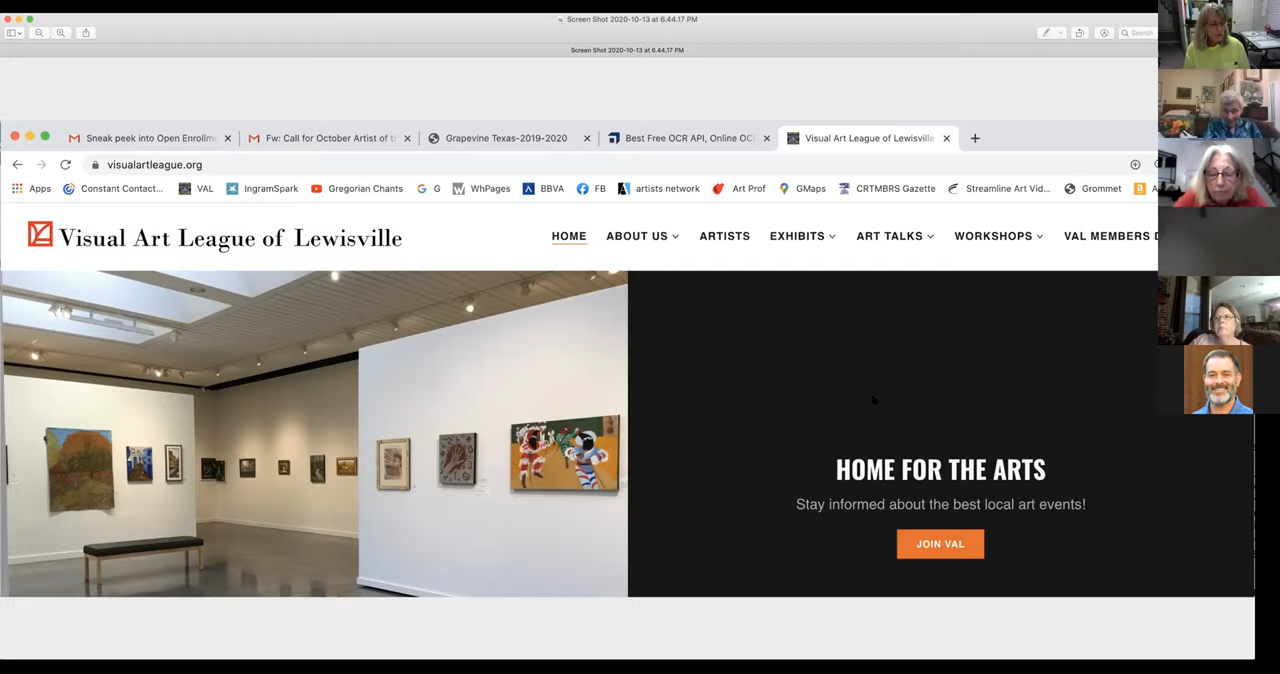 Screen Shot 2020-10-13 at 6.44.17 PM
Search
Screen Shot 2020-10-13 at 6.44.17 PM
Sneak peek into Open Enrollm
Fw: Call for October Artist of th
Grapevine Texas-2019-2020
Best Free OCR API, Online OCR
Visual Art League of Lewisville
visualartleague.org
Apps Constant Contact... VAL IngramSpark Gregorian Chants G WhPages BBVA FB artists network Art Prof GMaps CRTMBRS Gazette Streamline Art Vid... Grommet
Visual Art League of Lewisville
HOME ABOUT US ARTISTS EXHIBITS ART TALKS WORKSHOPS VAL MEMBERS
HOME FOR THE ARTS
Stay informed about the best local art events!
JOIN VAL